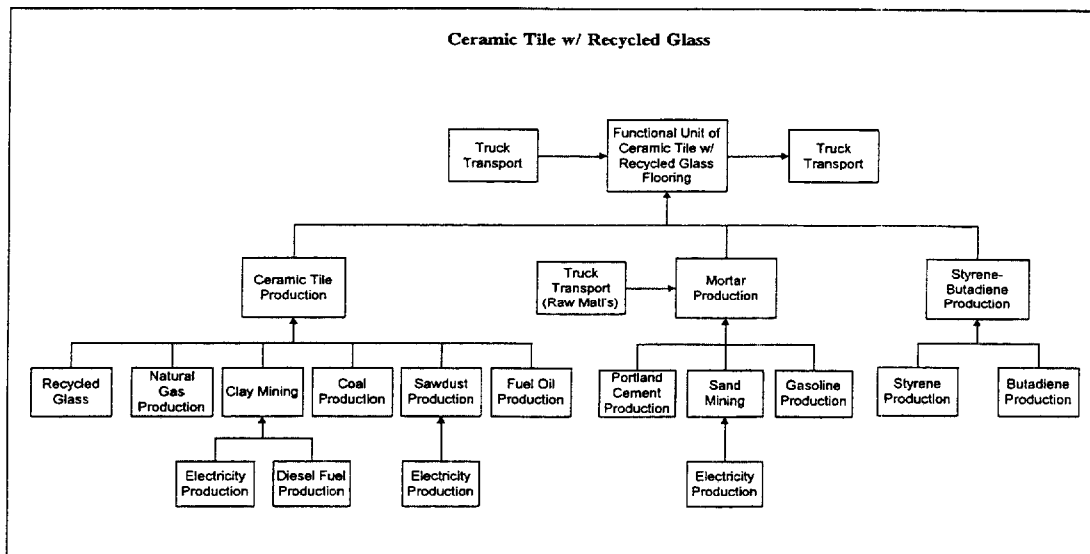 Ceramic Tile w/ Recycled Glass
Truck
Transport
Functional Unit of
Ceramic Tile w/
Recycled Glass
Flooring
Truck
Transport
Ceramic Tile
Production
Truck
Transport
(Raw Matl's)
Mortar
Production
Styrene-
Butadiene
Production
Recycled
Glass
Natural
Gas
Production
Clay Mining
Coal
Production
Sawdust
Production
Fuel Oil
Production
Portland
Cement
Production
Sand
Mining
Gasoline
Production
Styrene
Production
Butadiene
Production
Electricity
Production
Diesel Fuel
Production
Electricity
Production
Electricity
Production